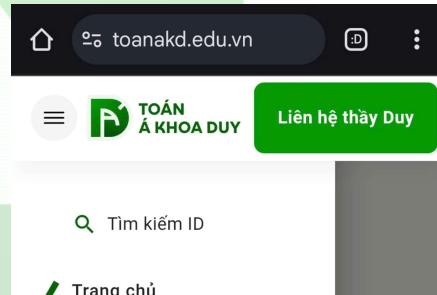 toanakd.edu.vn
:D
TOÁN
Á KHOA DUY
Liên hệ thầy Duy
Tìm kiếm ID
Trang chủ